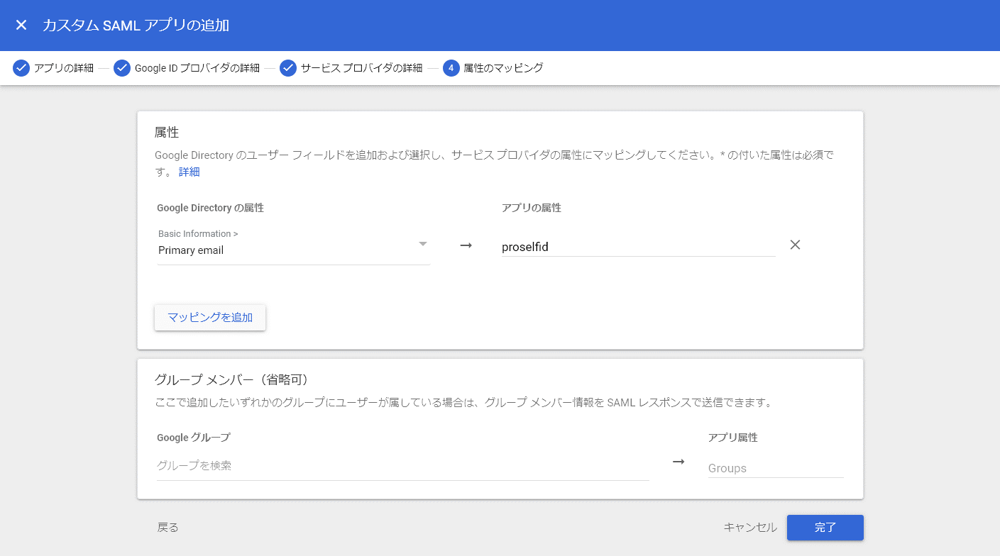 カスタム SAML アプリの追加
アプリの詳細
Google ID プロバイダの詳細
サービス プロバイダの詳細
4 属性のマッピング
属性
Google Directory のユーザー フィールドを追加および選択し、サービス プロバイダの属性にマッピングしてください。* の付いた属性は必須で
す。 詳細
Google Directory の属性
アプリの属性
Basic Information >
Primary email
→
proselfid
マッピングを追加
グループ メンバー（省略可）
ここで追加したいずれかのグループにユーザーが属している場合は、グループ メンバー情報を SAML レスポンスで送信できます。
Google グループ
アプリ属性
グループを検索
→
Groups
戻る
キャンセル
完了